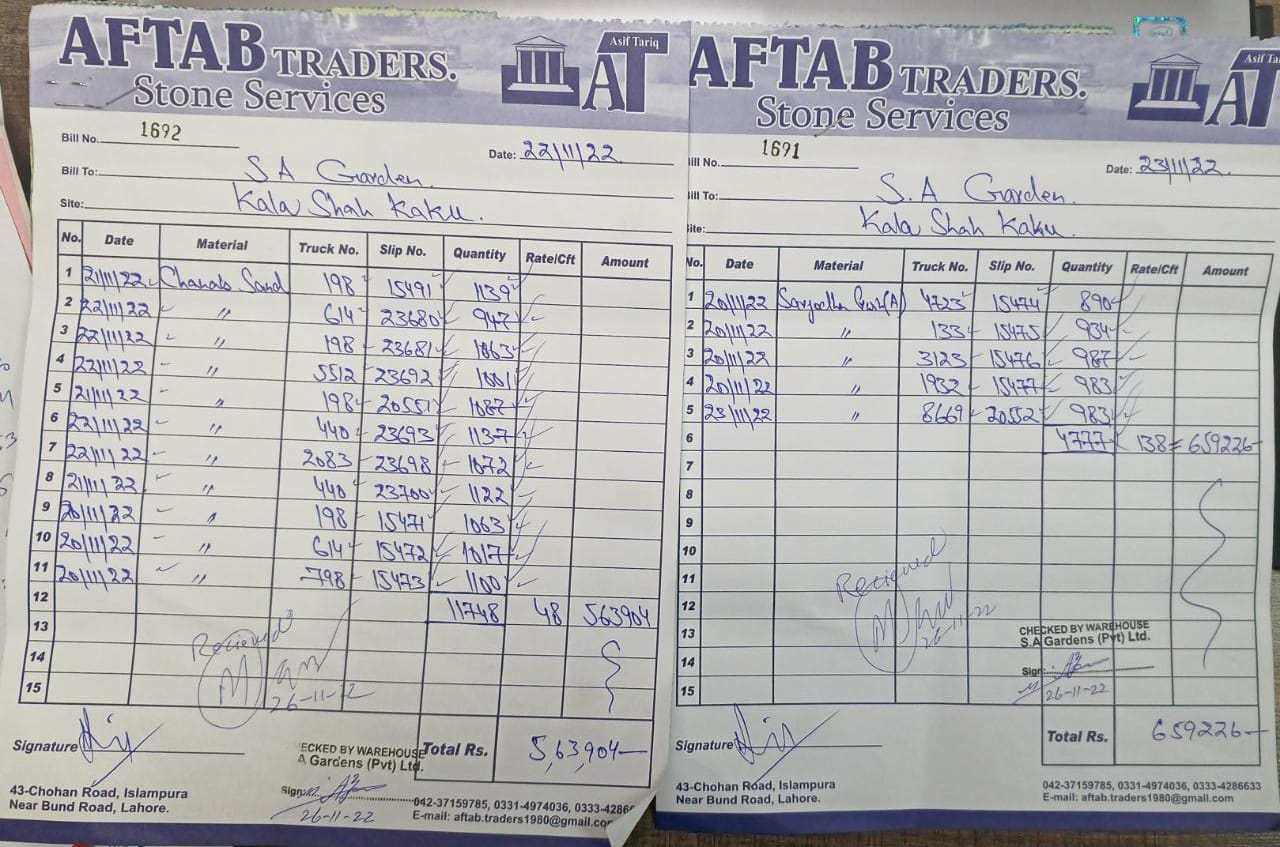 AFTAB TRADERS.
Stone Services
Asif Tariq
AT
Bill No. 1692
Date: 22/11/22.
Bill To: S A Garden.
Site: Kala Shah Kaku.
No. Date Material Truck No. Slip No. Quantity Rate/Cft Amount
1 21/11/22 Chanab Sand 198 15491 1139
2 22/11/22 〃 614 23680 947
3 22/11/22 〃 198 23681 1063
4 22/11/22 〃 5512 23692 1001
5 21/11/22 〃 198 20551 1087
6 22/11/22 〃 440 23693 1137
7 22/11/22 〃 2083 23698 1072
8 21/11/22 〃 440 23700 1122
9 20/11/22 〃 198 15471 1063
10 20/11/22 〃 614 15472 1017
11 20/11/22 〃 798 15473 1100
12 11748 48 563904
13
14
15
Recieved
26-11-22
Signature
ECKED BY WAREHOUSE
A Gardens (Pvt) Ltd.
Sign:
26-11-22
Total Rs. 5,63,904
43-Chohan Road, Islampura
Near Bund Road, Lahore.
042-37159785, 0331-4974036, 0333-4286
E-mail: aftab.traders1980@gmail.co
AFTAB TRADERS.
Stone Services
Asif Ta
AT
ill No. 1691
Date: 23/11/22.
ill To: S.A Garden.
ite: Kala Shah Kaku.
No. Date Material Truck No. Slip No. Quantity Rate/Cft Amount
1 20/11/22 (A) 4723 15474 890
2 20/11/22 〃 133 15475 934
3 20/11/22 〃 3123 15476 987
4 20/11/22 〃 1932 15477 983
5 23/11/22 〃 8669 20552 983
6 4777 138 = 659226
7
8
9
10
11
12
13
14
15
Recieved
26-11-22
CHECKED BY WAREHOUSE
S.A Gardens (Pvt) Ltd.
Sign:
26-11-22
Signature
Total Rs. 659226
43-Chohan Road, Islampura
Near Bund Road, Lahore.
042-37159785, 0331-4974036, 0333-4286633
E-mail: aftab.traders1980@gmail.com